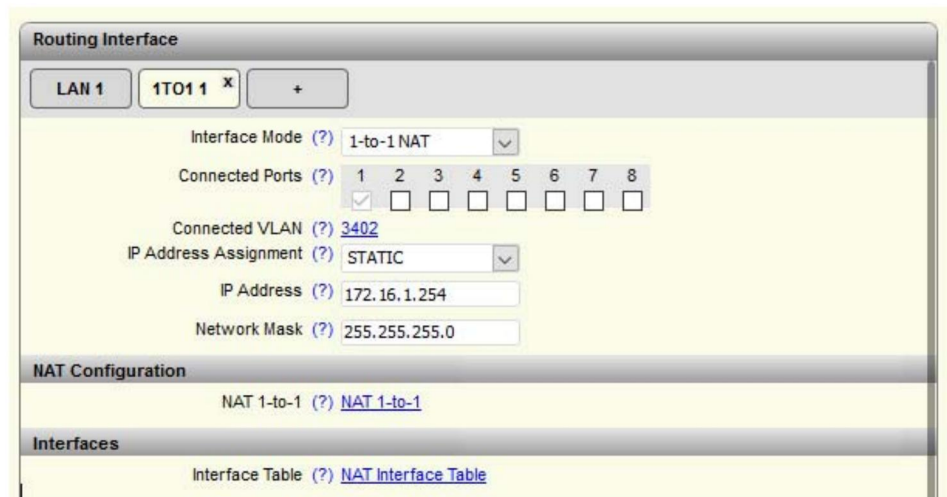 Routing Interface
LAN 1 1TO1 1 x +
Interface Mode (?) 1-to-1 NAT
Connected Ports (?) 1 2 3 4 5 6 7 8
Connected VLAN (?) 3402
IP Address Assignment (?) STATIC
IP Address (?) 172.16.1.254
Network Mask (?) 255.255.255.0
NAT Configuration
NAT 1-to-1 (?) NAT 1-to-1
Interfaces
Interface Table (?) NAT Interface Table